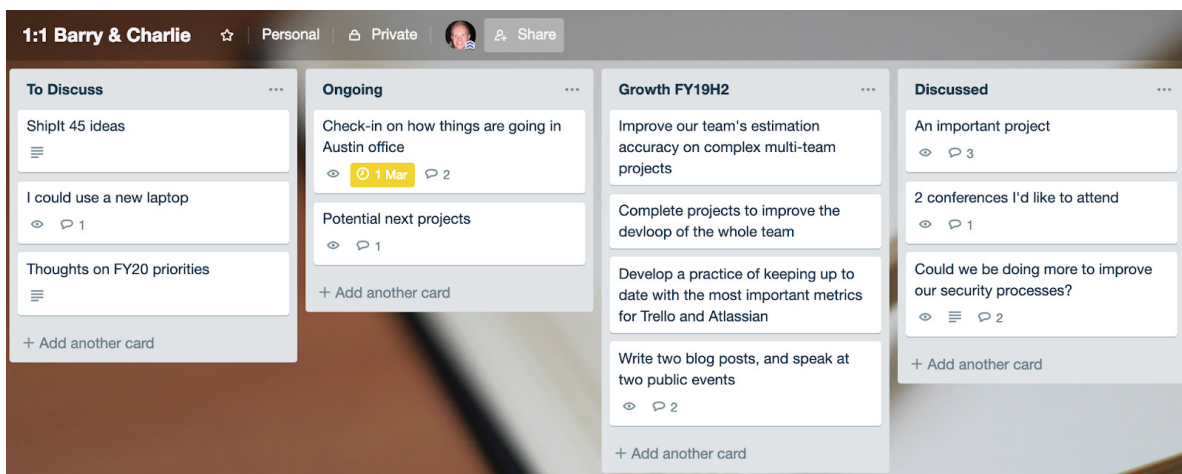 1:1 Barry & Charlie
Personal
Private
Share
To Discuss
ShipIt 45 ideas
I could use a new laptop
1
Thoughts on FY20 priorities
+ Add another card
Ongoing
Check-in on how things are going in
Austin office
1 Mar
2
Potential next projects
1
+ Add another card
Growth FY19H2
Improve our team's estimation
accuracy on complex multi-team
projects
Complete projects to improve the
devloop of the whole team
Develop a practice of keeping up to
date with the most important metrics
for Trello and Atlassian
Write two blog posts, and speak at
two public events
2
+ Add another card
Discussed
An important project
3
2 conferences I'd like to attend
1
Could we be doing more to improve
our security processes?
2
+ Add another card